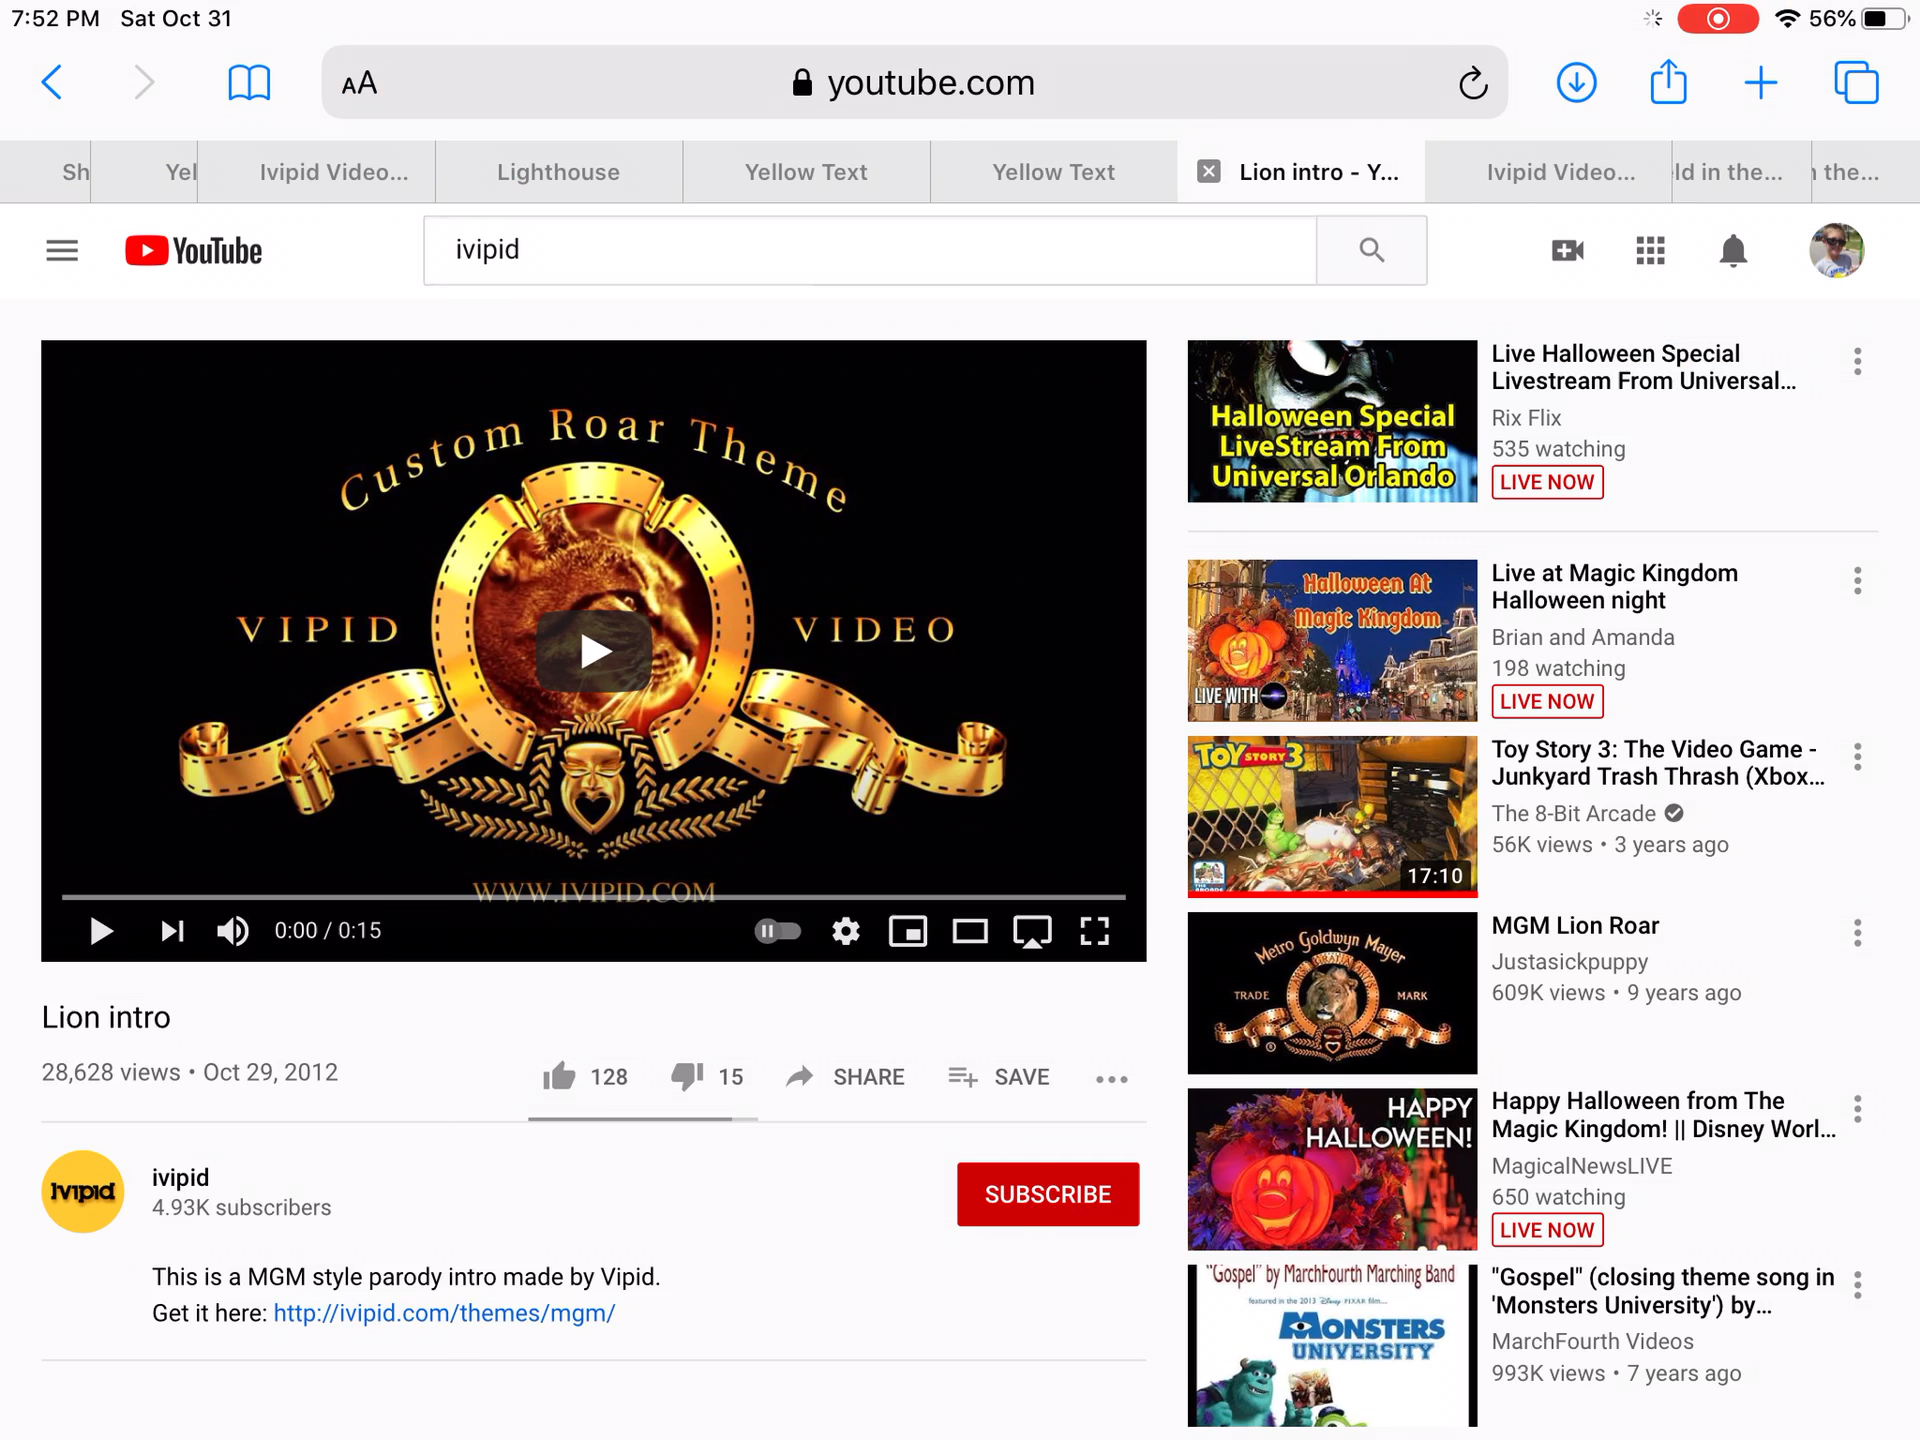 7:52 PM Sat Oct 31
56%
AA
youtube.com
Sh
Yel
Ivipid Video...
Lighthouse
Yellow Text
Yellow Text
Lion intro - Y...
Ivipid Video...
ld in the...
the...
YouTube
ivipid
Custom Roar Theme
VIPID
VIDEO
WWW.IVIPID.COM
0:00 / 0:15
Lion intro
28,628 views • Oct 29, 2012
128
15
SHARE
SAVE
Ivipid
ivipid
4.93K subscribers
SUBSCRIBE
This is a MGM style parody intro made by Vipid.
Get it here: http://ivipid.com/themes/mgm/
Halloween Special
LiveStream From
Universal Orlando
Live Halloween Special
Livestream From Universal...
Rix Flix
535 watching
LIVE NOW
Halloween At
Magic Kingdom
LIVE WITH
Live at Magic Kingdom
Halloween night
Brian and Amanda
198 watching
LIVE NOW
TOY STORY 3
17:10
Toy Story 3: The Video Game -
Junkyard Trash Thrash (Xbox...
The 8-Bit Arcade
56K views • 3 years ago
Metro Goldwyn Mayer
TRADE
MARK
MGM Lion Roar
Justasickpuppy
609K views • 9 years ago
HAPPY
HALLOWEEN!
Happy Halloween from The
Magic Kingdom! || Disney Worl...
MagicalNewsLIVE
650 watching
LIVE NOW
"Gospel" by MarchFourth Marching Band
featured in the 2013 Disney PIXAR film...
MONSTERS
UNIVERSITY
"Gospel" (closing theme song in
'Monsters University') by...
MarchFourth Videos
993K views • 7 years ago